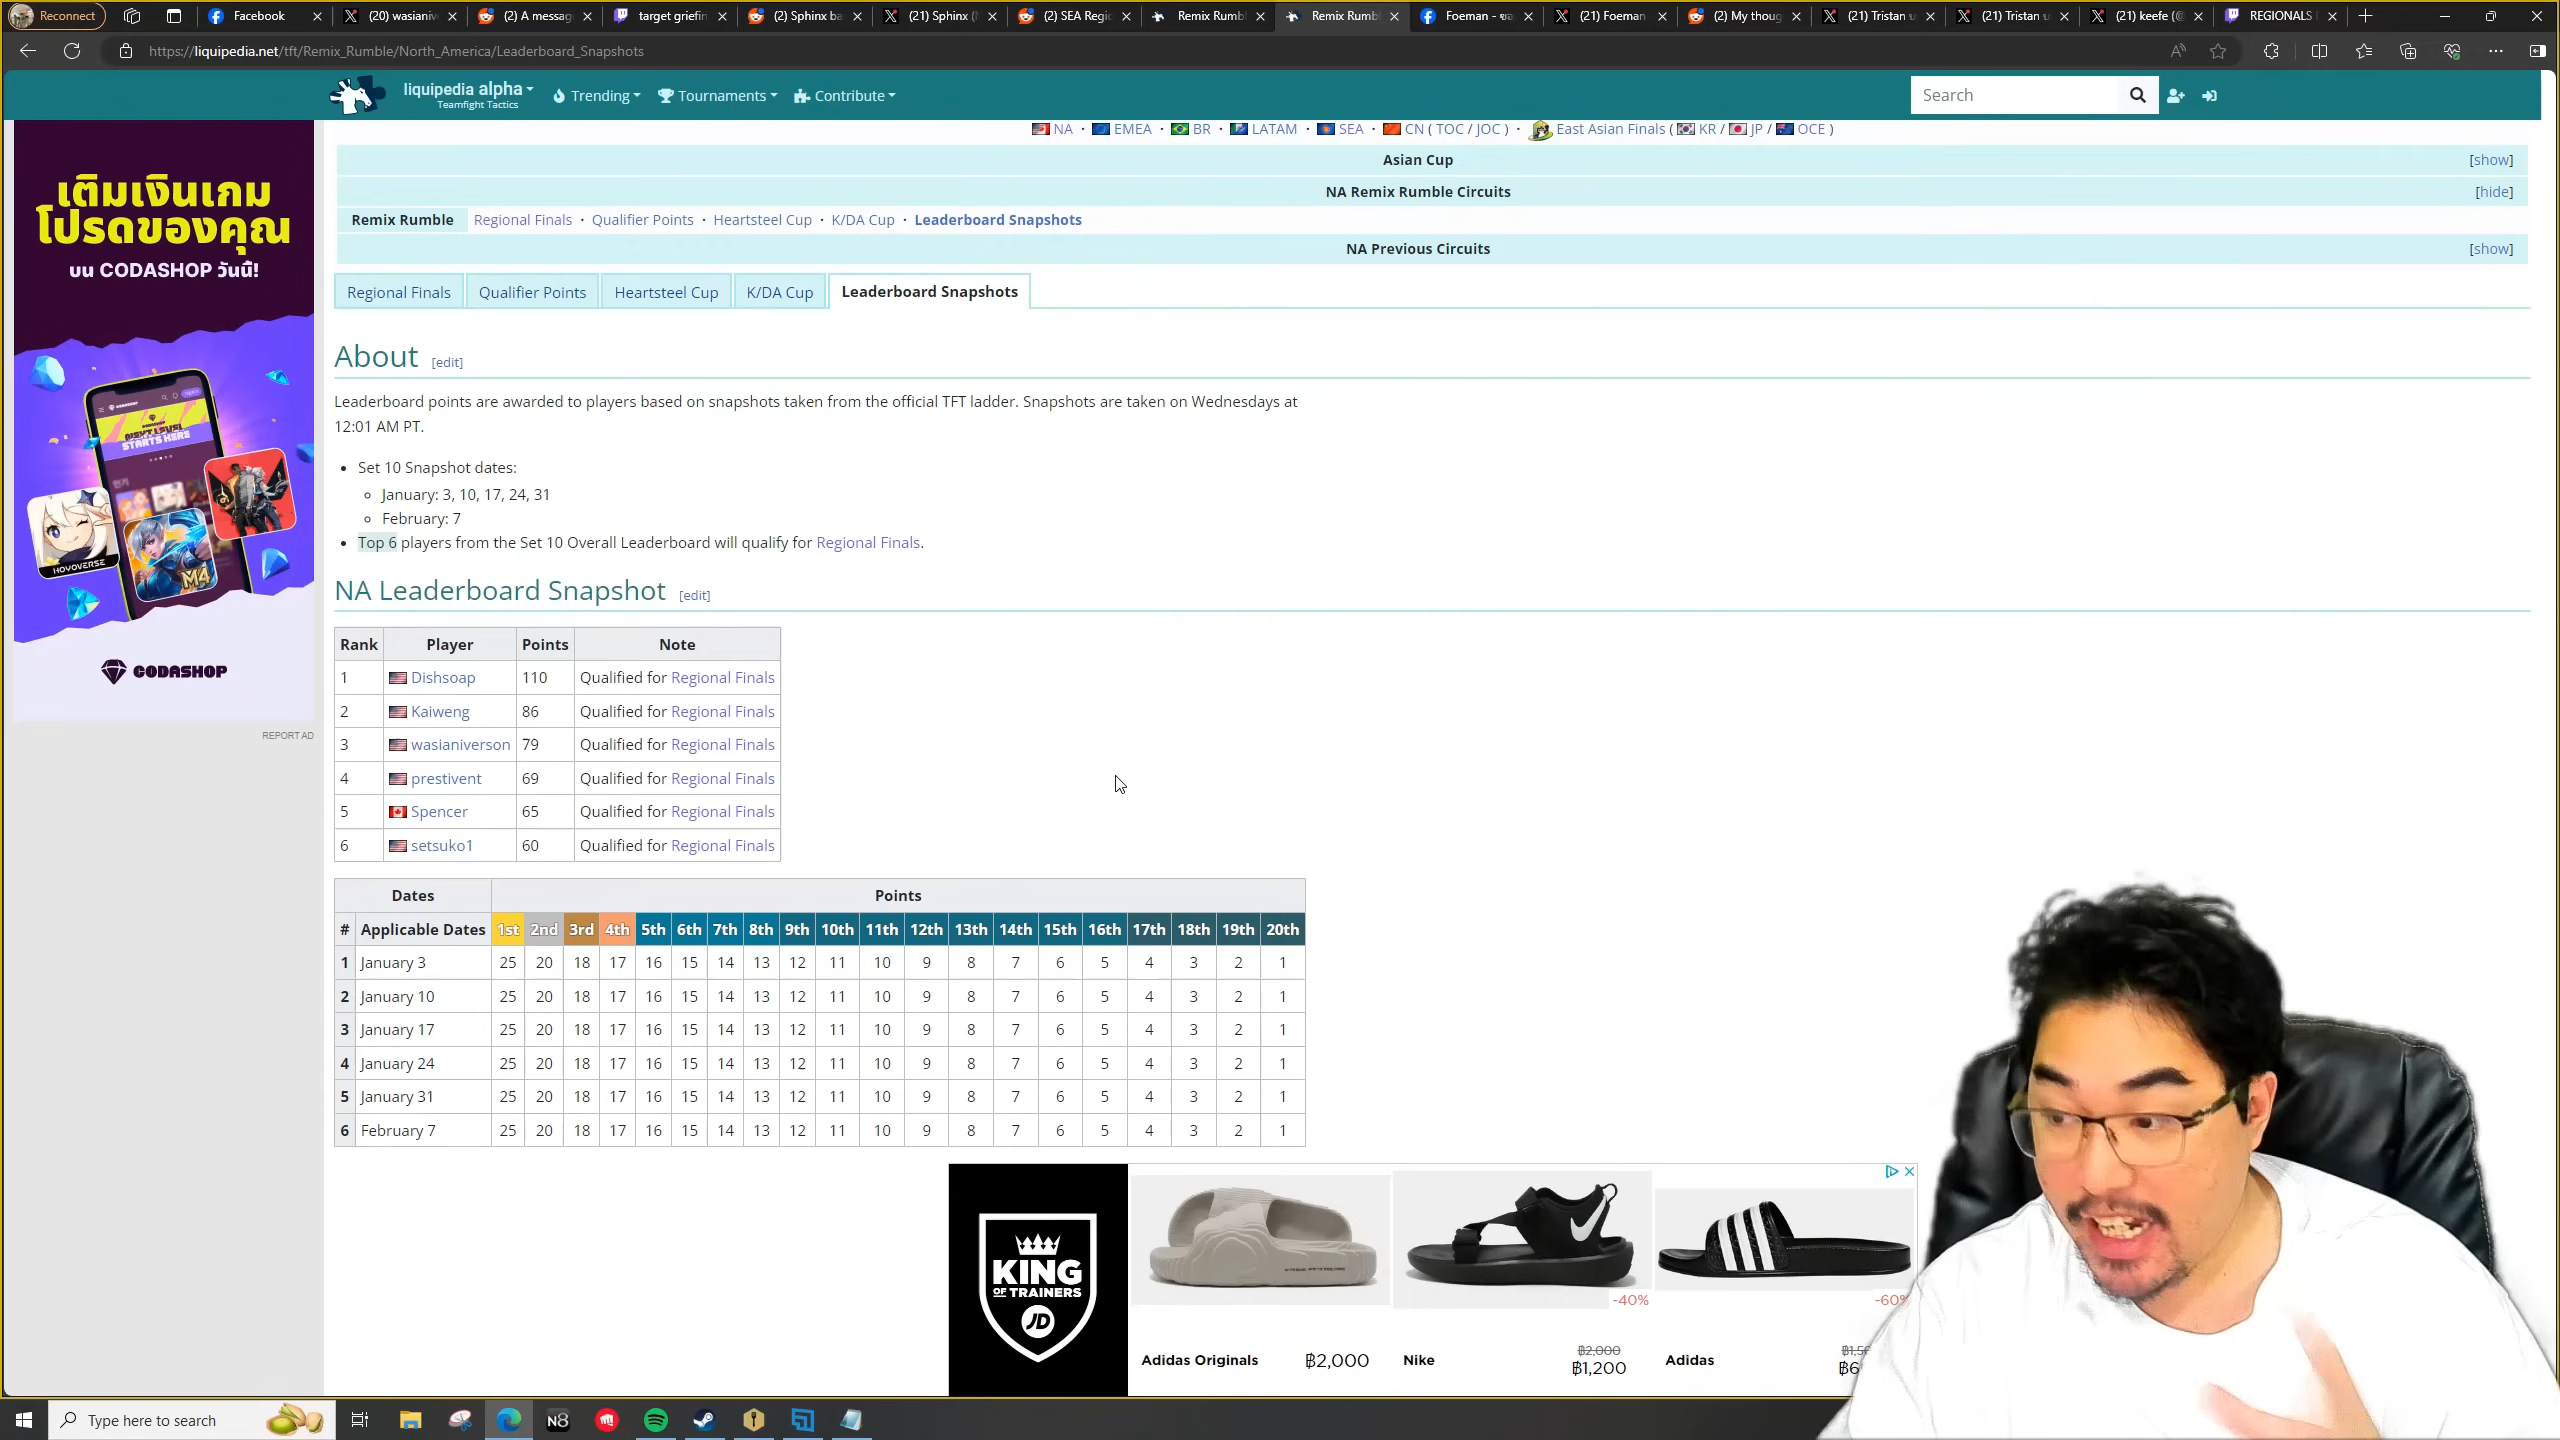 Reconnect
Facebook
(20) wasianiv
(2) A messag
target griefin
(2) Sphinx ba
(21) Sphinx (
(2) SEA Regio
Remix Rumb
Remix Rumb
Foeman - ขอ
(21) Foeman
(2) My thoug
(21) Tristan
(21) Tristan
(21) keefe (@
REGIONALS
https://liquipedia.net/tft/Remix_Rumble/North_America/Leaderboard_Snapshots
liquipedia alpha
Teamfight Tactics
Trending
Tournaments
Contribute
Search
NA · EMEA · BR · LATAM · SEA · CN ( TOC / JOC ) · East Asian Finals ( KR / JP / OCE )
Asian Cup [show]
NA Remix Rumble Circuits [hide]
Remix Rumble Regional Finals · Qualifier Points · Heartsteel Cup · K/DA Cup · Leaderboard Snapshots
NA Previous Circuits [show]
Regional Finals Qualifier Points Heartsteel Cup K/DA Cup Leaderboard Snapshots
About [edit]
Leaderboard points are awarded to players based on snapshots taken from the official TFT ladder. Snapshots are taken on Wednesdays at
12:01 AM PT.
• Set 10 Snapshot dates:
January: 3, 10, 17, 24, 31
February: 7
• Top 6 players from the Set 10 Overall Leaderboard will qualify for Regional Finals.
NA Leaderboard Snapshot [edit]
Rank Player Points Note
1 Dishsoap 110 Qualified for Regional Finals
2 Kaiweng 86 Qualified for Regional Finals
3 wasianiverson 79 Qualified for Regional Finals
4 prestivent 69 Qualified for Regional Finals
5 Spencer 65 Qualified for Regional Finals
6 setsuko1 60 Qualified for Regional Finals
Dates Points
# Applicable Dates 1st 2nd 3rd 4th 5th 6th 7th 8th 9th 10th 11th 12th 13th 14th 15th 16th 17th 18th 19th 20th
1 January 3 25 20 18 17 16 15 14 13 12 11 10 9 8 7 6 5 4 3 2 1
2 January 10 25 20 18 17 16 15 14 13 12 11 10 9 8 7 6 5 4 3 2 1
3 January 17 25 20 18 17 16 15 14 13 12 11 10 9 8 7 6 5 4 3 2 1
4 January 24 25 20 18 17 16 15 14 13 12 11 10 9 8 7 6 5 4 3 2 1
5 January 31 25 20 18 17 16 15 14 13 12 11 10 9 8 7 6 5 4 3 2 1
6 February 7 25 20 18 17 16 15 14 13 12 11 10 9 8 7 6 5 4 3 2 1
เติมเงินเกม
โปรดของคุณ
บน CODASHOP วันนี้!
NEXT LEVEL
STARTS HERE
HOYOVERSE
M4
CODASHOP
REPORT AD
KING
OF TRAINERS
JD
Adidas Originals ฿2,000
-40%
Nike ฿2,000
฿1,200
-60%
Adidas
฿6
Type here to search
N8